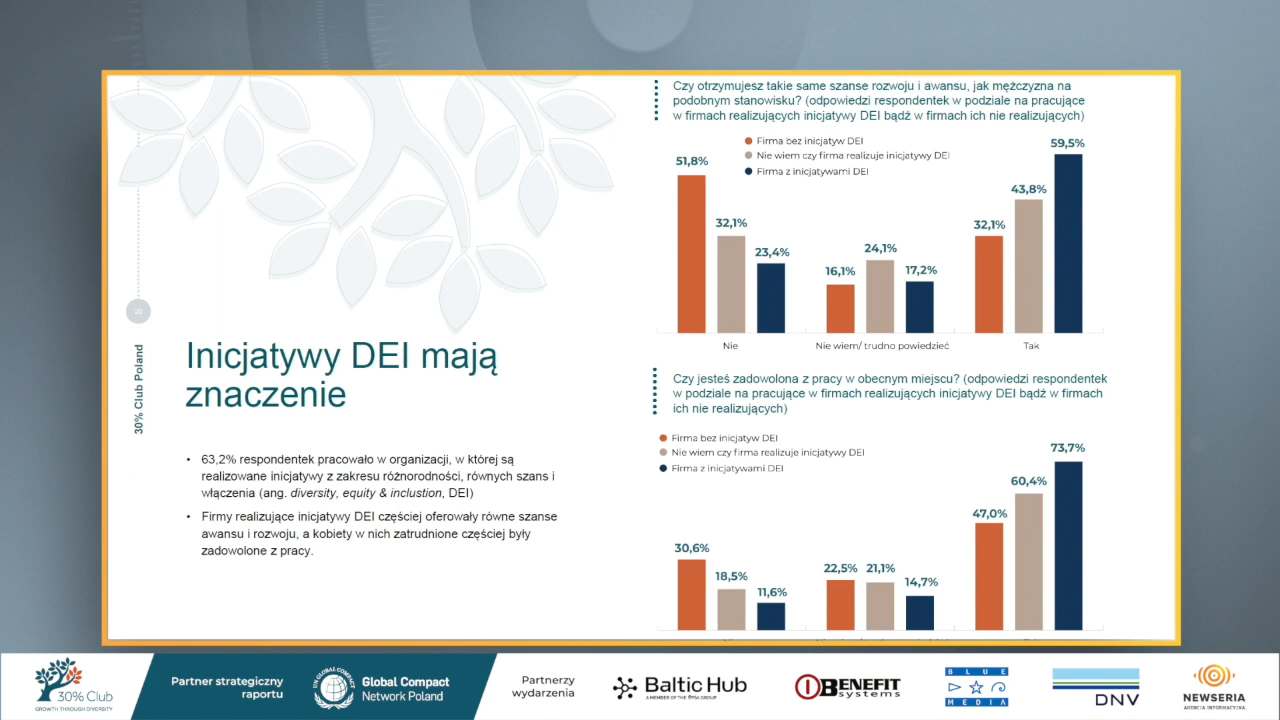 Czy otrzymujesz takie same szanse rozwoju i awansu, jak mężczyzna na
podobnym stanowisku? (odpowiedzi respondentek w podziale na pracujące
w firmach realizujących inicjatywy DEI bądź w firmach ich nie realizujących)
Firma bez inicjatyw DEI
Nie wiem czy firma realizuje inicjatywy DEI
Firma z inicjatywami DEI
51,8%
32,1%
23,4%
16,1%
24,1%
17,2%
32,1%
43,8%
59,5%
Nie
Nie wiem/ trudno powiedzieć
Tak
20
30% Club Poland
Inicjatywy DEI mają
znaczenie
• 63,2% respondentek pracowało w organizacji, w której są
realizowane inicjatywy z zakresu różnorodności, równych szans i
włączenia (ang. diversity, equity & inclustion, DEI)
• Firmy realizujące inicjatywy DEI częściej oferowały równe szanse
awansu i rozwoju, a kobiety w nich zatrudnione częściej były
zadowolone z pracy.
Czy jesteś zadowolona z pracy w obecnym miejscu? (odpowiedzi respondentek
w podziale na pracujące w firmach realizujących inicjatywy DEI bądź w firmach
ich nie realizujących)
Firma bez inicjatyw DEI
Nie wiem czy firma realizuje inicjatywy DEI
Firma z inicjatywami DEI
30,6%
18,5%
11,6%
22,5%
21,1%
14,7%
47,0%
60,4%
73,7%
30% Club
GROWTH THROUGH DIVERSITY
Partner strategiczny
raportu
UN GLOBAL COMPACT
Global Compact
Network Poland
Partnerzy
wydarzenia
Baltic Hub
A MEMBER OF THE PSA GROUP
BENEFIT
systems
BLUE
MEDIA
DNV
NEWSERIA
AGENCJA INFORMACYJNA